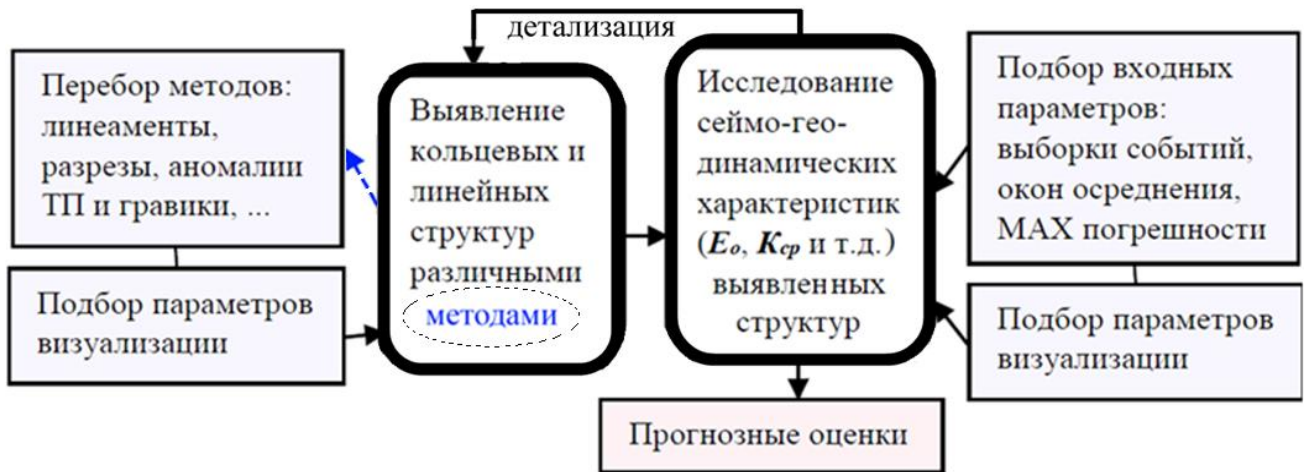 детализация
Перебор методов:
линеаменты,
разрезы, аномалии
ТП и гравики, ...
Подбор параметров
визуализации
Выявление
кольцевых и
линейных
структур
различными
методами
Исследование
сеймо-гео-
динамических
характеристик
(Eo, Kcp и т.д.)
выявленных
структур
Подбор входных
параметров:
выборки событий,
окон осреднения,
МАХ погрешности
Подбор параметров
визуализации
Прогнозные оценки